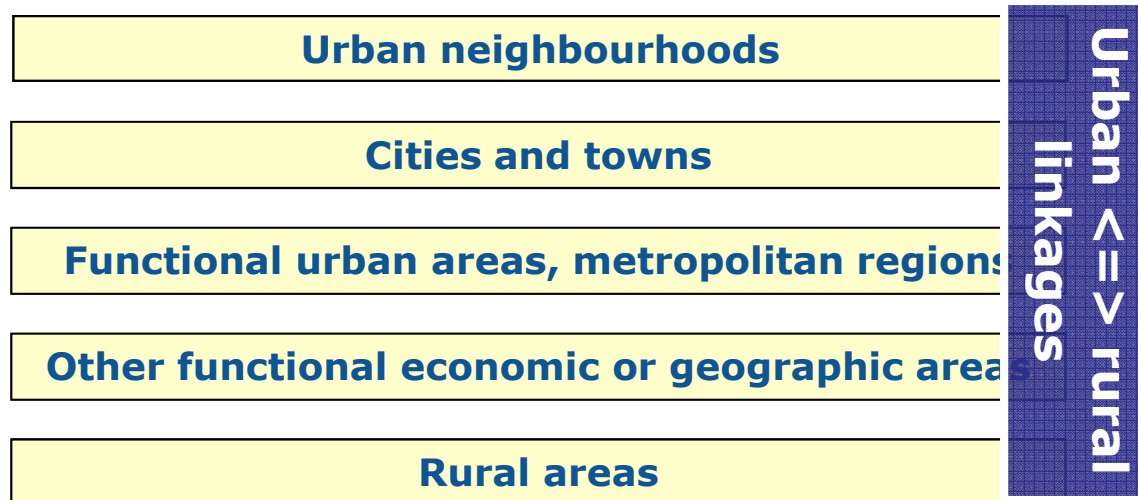 Urban neighbourhoods
Cities and towns
Functional urban areas, metropolitan regions
Other functional economic or geographic areas
Rural areas
Urban <=> rural
linkages